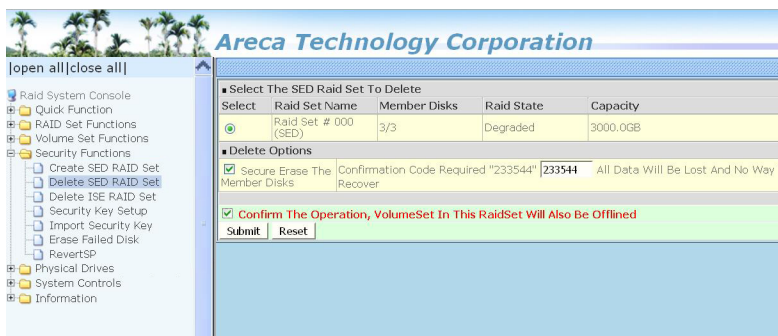 Areca Technology Corporation
|open all|close all|
Raid System Console
Quick Function
RAID Set Functions
Volume Set Functions
Security Functions
Create SED RAID Set
Delete SED RAID Set
Delete ISE RAID Set
Security Key Setup
Import Security Key
Erase Failed Disk
RevertSP
Physical Drives
System Controls
Information
Select The SED Raid Set To Delete
Select Raid Set Name Member Disks Raid State Capacity
Raid Set # 000 (SED) 3/3 Degraded 3000.0GB
Delete Options
Secure Erase The Member Disks Confirmation Code Required "233544" 233544 All Data Will Be Lost And No Way Recover
Confirm The Operation, VolumeSet In This RaidSet Will Also Be Offlined
Submit Reset